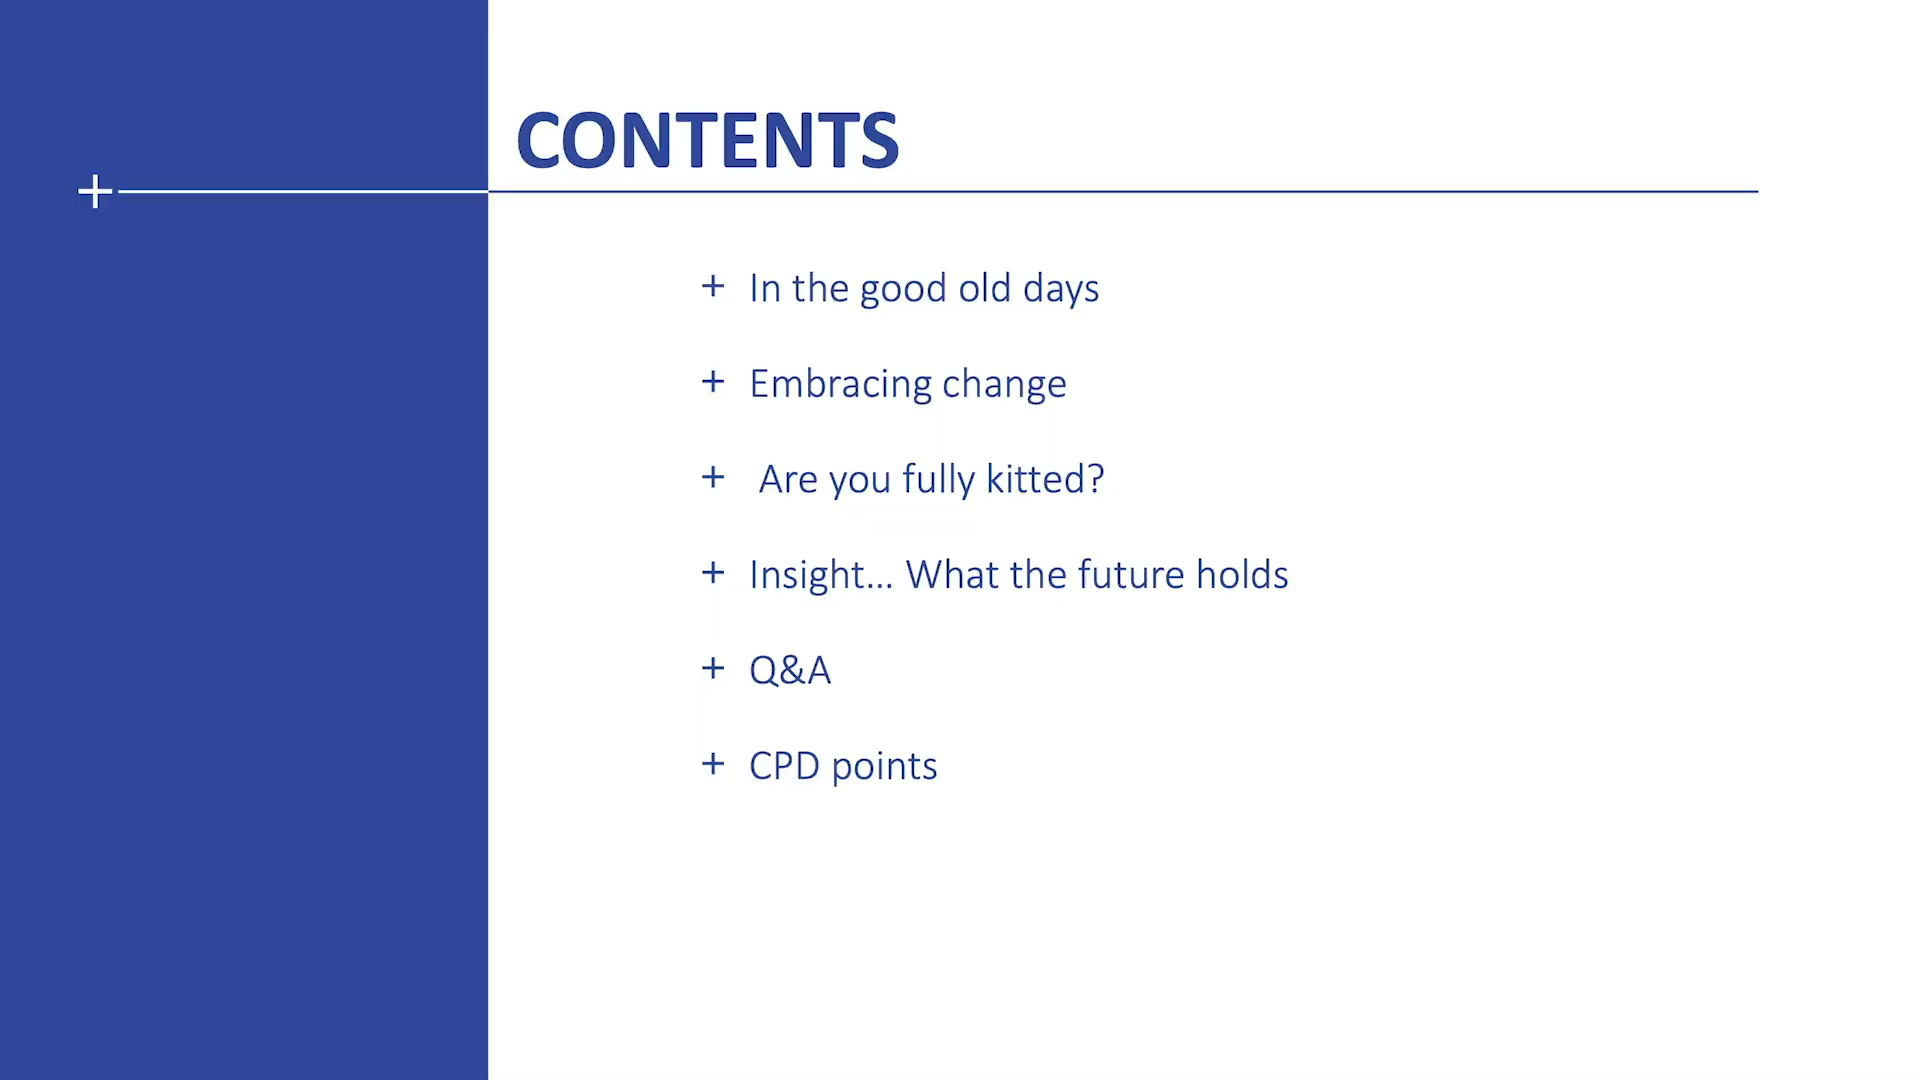 CONTENTS
+ In the good old days
+ Embracing change
+ Are you fully kitted?
+ Insight... What the future holds
+ Q&A
+ CPD points